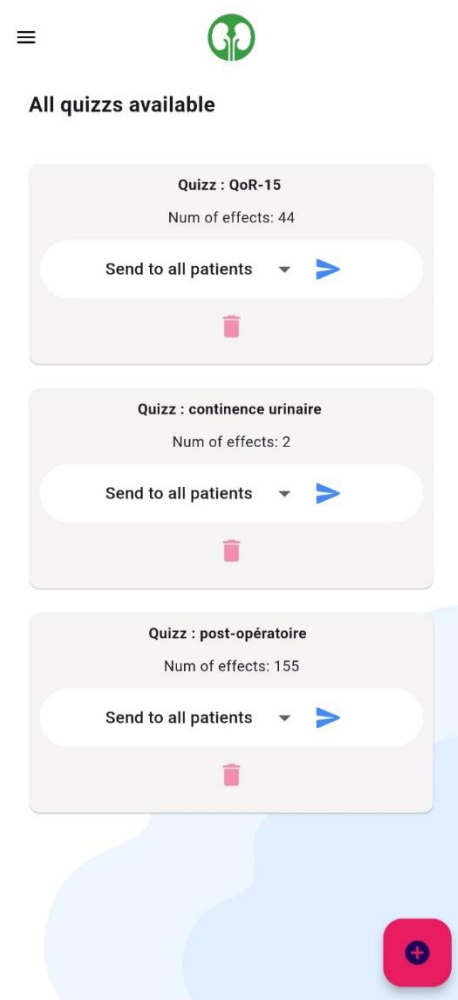 All quizzs available
Quizz : QoR-15
Num of effects: 44
Send to all patients
Quizz : continence urinaire
Num of effects: 2
Send to all patients
Quizz : post-opératoire
Num of effects: 155
Send to all patients